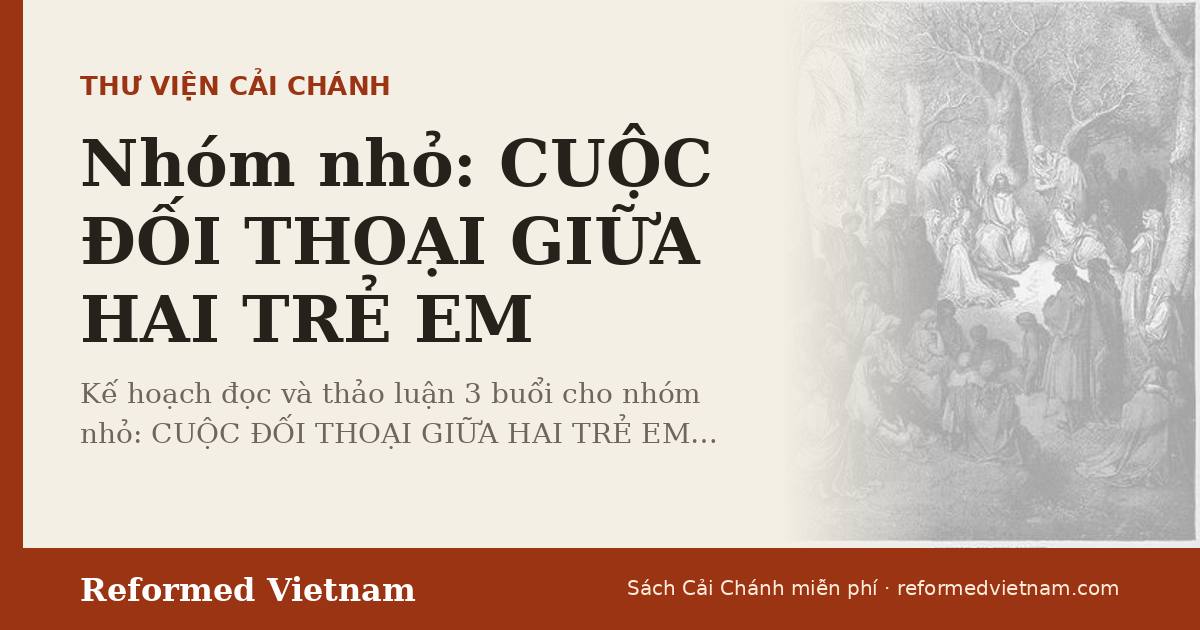 THƯ VIỆN CẢI CHÁNH
Nhóm nhỏ: CUỘC
ĐỐI THOẠI GIỮA
HAI TRẺ EM
Kế hoạch đọc và thảo luận 3 buổi cho nhóm
nhỏ: CUỘC ĐỐI THOẠI GIỮA HAI TRẺ EM...
Reformed Vietnam
Sách Cải Chánh miễn phí · reformedvietnam.com